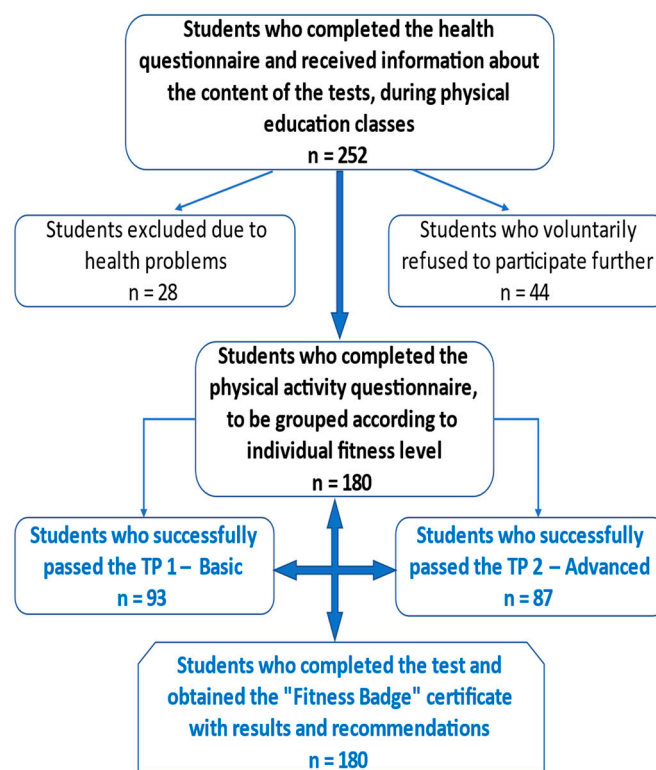 Students who completed the health
questionnaire and received information about
the content of the tests, during physical
education classes
n = 252
Students excluded due to
health problems
n = 28
Students who voluntarily
refused to participate further
n = 44
Students who completed the
physical activity questionnaire,
to be grouped according to
individual fitness level
n = 180
Students who successfully
passed the TP 1 – Basic
n = 93
Students who successfully
passed the TP 2 – Advanced
n = 87
Students who completed the test and
obtained the "Fitness Badge" certificate
with results and recommendations
n = 180